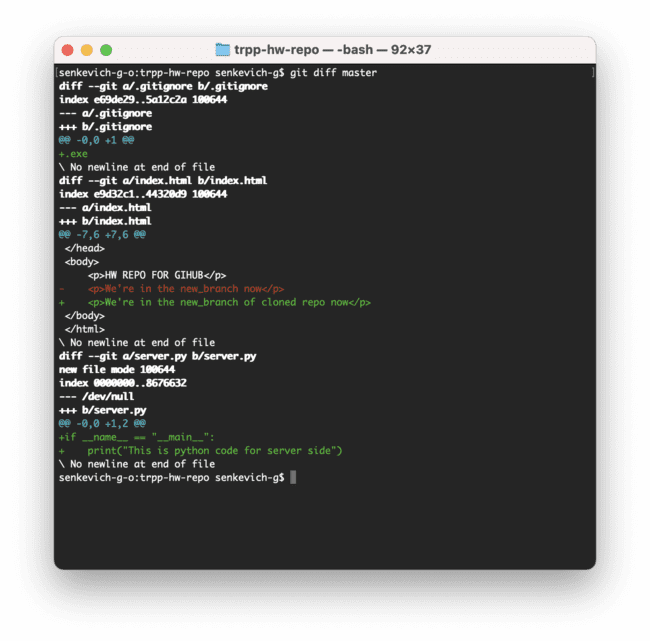 trpp-hw-repo — -bash — 92×37
[senkevich-g-o:trpp-hw-repo senkevich-g$ git diff master ]
diff --git a/.gitignore b/.gitignore
index e69de29..5a12c2a 100644
--- a/.gitignore
+++ b/.gitignore
@@ -0,0 +1 @@
+.exe
\ No newline at end of file
diff --git a/index.html b/index.html
index e9d32c1..44320d9 100644
--- a/index.html
+++ b/index.html
@@ -7,6 +7,6 @@
 </head>
 <body>
     <p>HW REPO FOR GIHUB</p>
-    <p>We're in the new_branch now</p>
+    <p>We're in the new_branch of cloned repo now</p>
 </body>
 </html>
\ No newline at end of file
diff --git a/server.py b/server.py
new file mode 100644
index 0000000..8676632
--- /dev/null
+++ b/server.py
@@ -0,0 +1,2 @@
+if __name__ == "__main__":
+    print("This is python code for server side")
\ No newline at end of file
senkevich-g-o:trpp-hw-repo senkevich-g$